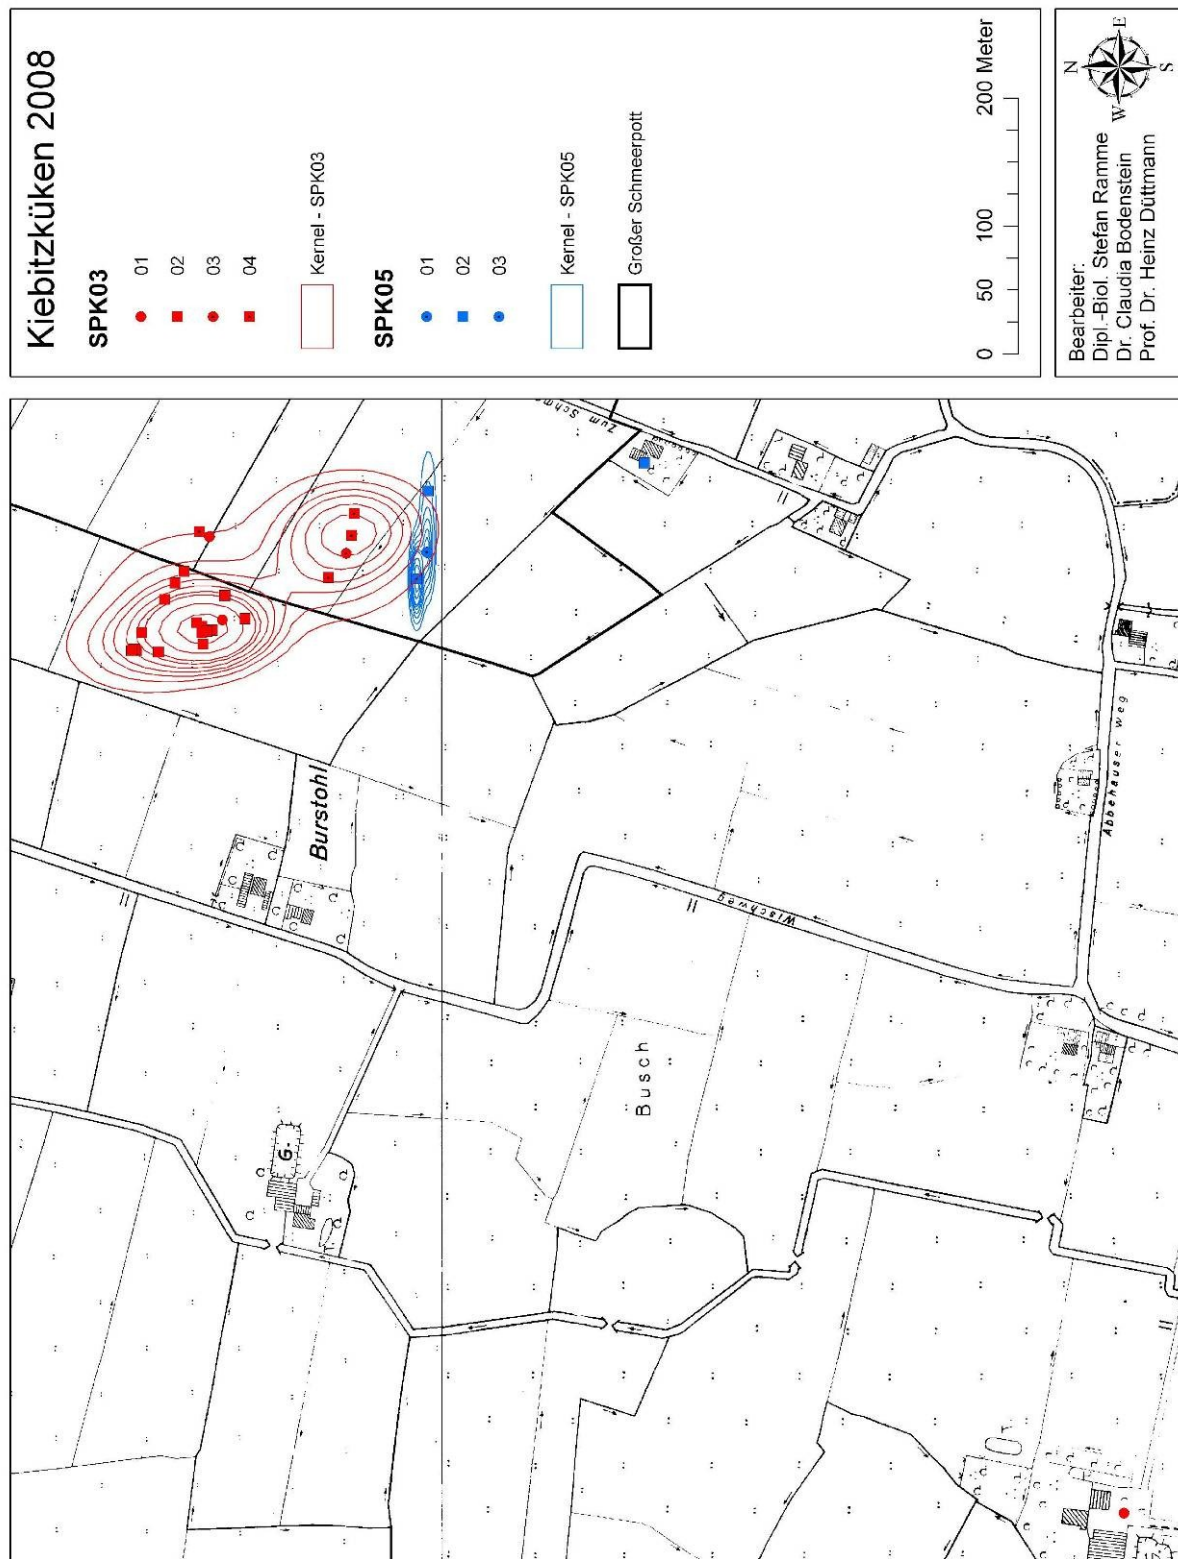 Kiebitzküken 2008
SPK03
01
02
03
04
Kernel - SPK03
SPK05
01
02
03
Kernel - SPK05
Großer Schmeerpott
0 50 100 200 Meter
Bearbeiter:
Dipl.-Biol. Stefan Ramme
Dr. Claudia Bodenstein
Prof. Dr. Heinz Düttmann
N
W E
S
Zum Schm
Burstohl
G.
Wischweg
Busch
Abbehauser weg